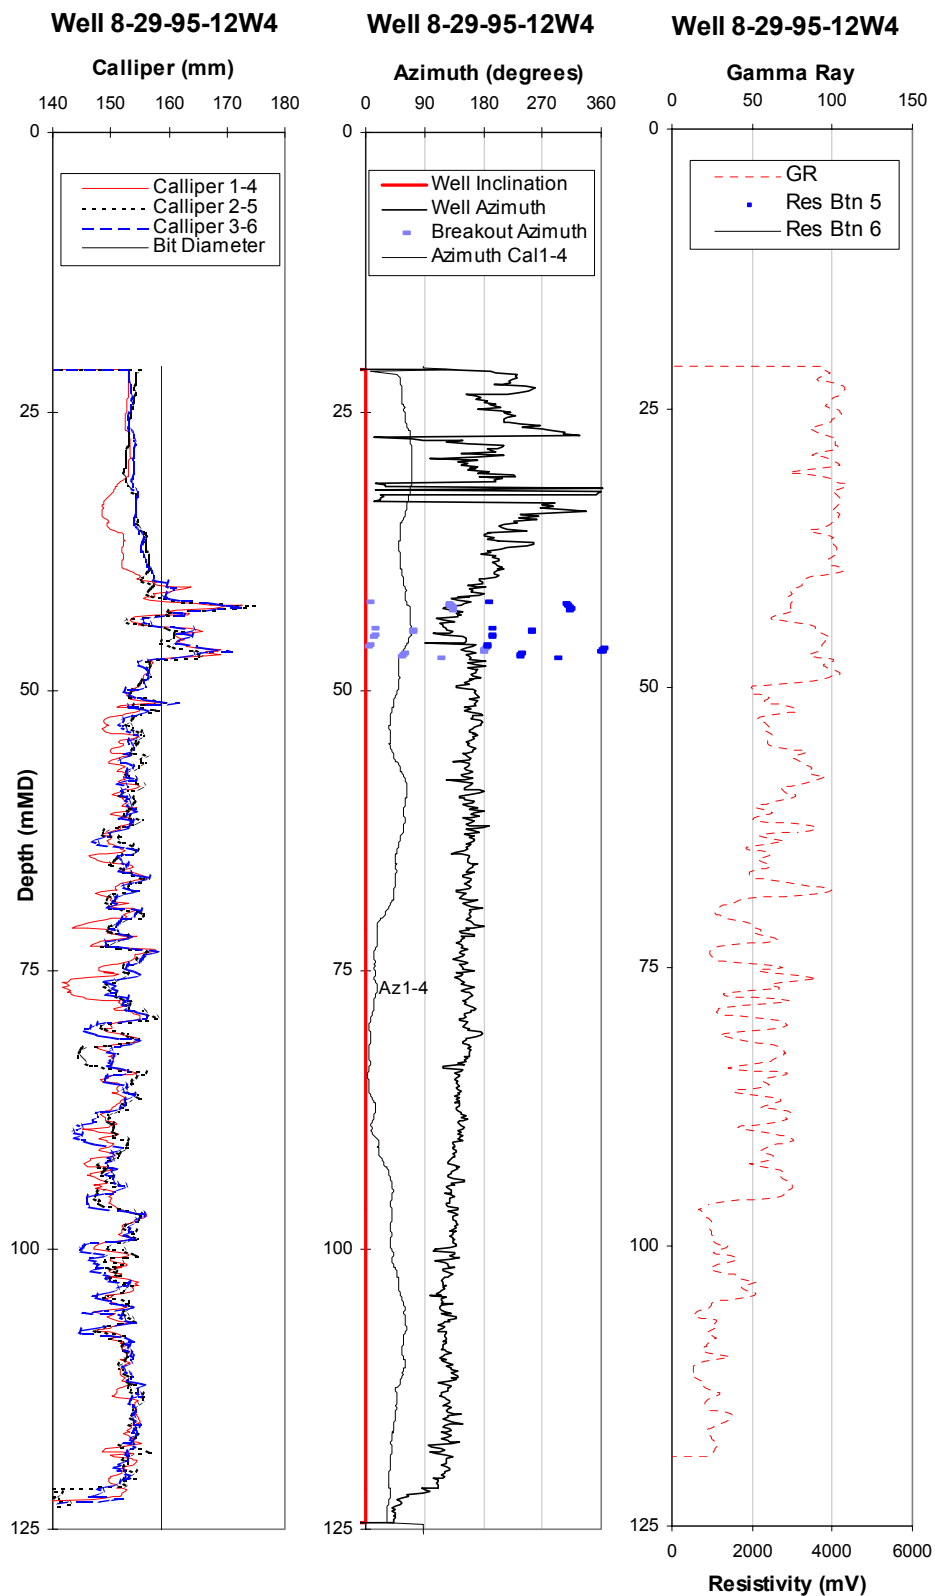 Well 8-29-95-12W4
Calliper (mm)
140 150 160 170 180
0
25
50
75
100
125
Depth (mMD)
Calliper 1-4
Calliper 2-5
Calliper 3-6
Bit Diameter
Well 8-29-95-12W4
Azimuth (degrees)
0 90 180 270 360
0
25
50
75
100
125
Well Inclination
Well Azimuth
Breakout Azimuth
Azimuth Cal1-4
Az1-4
Well 8-29-95-12W4
Gamma Ray
0 50 100 150
0
25
50
75
100
125
GR
Res Btn 5
Res Btn 6
0 2000 4000 6000
Resistivity (mV)